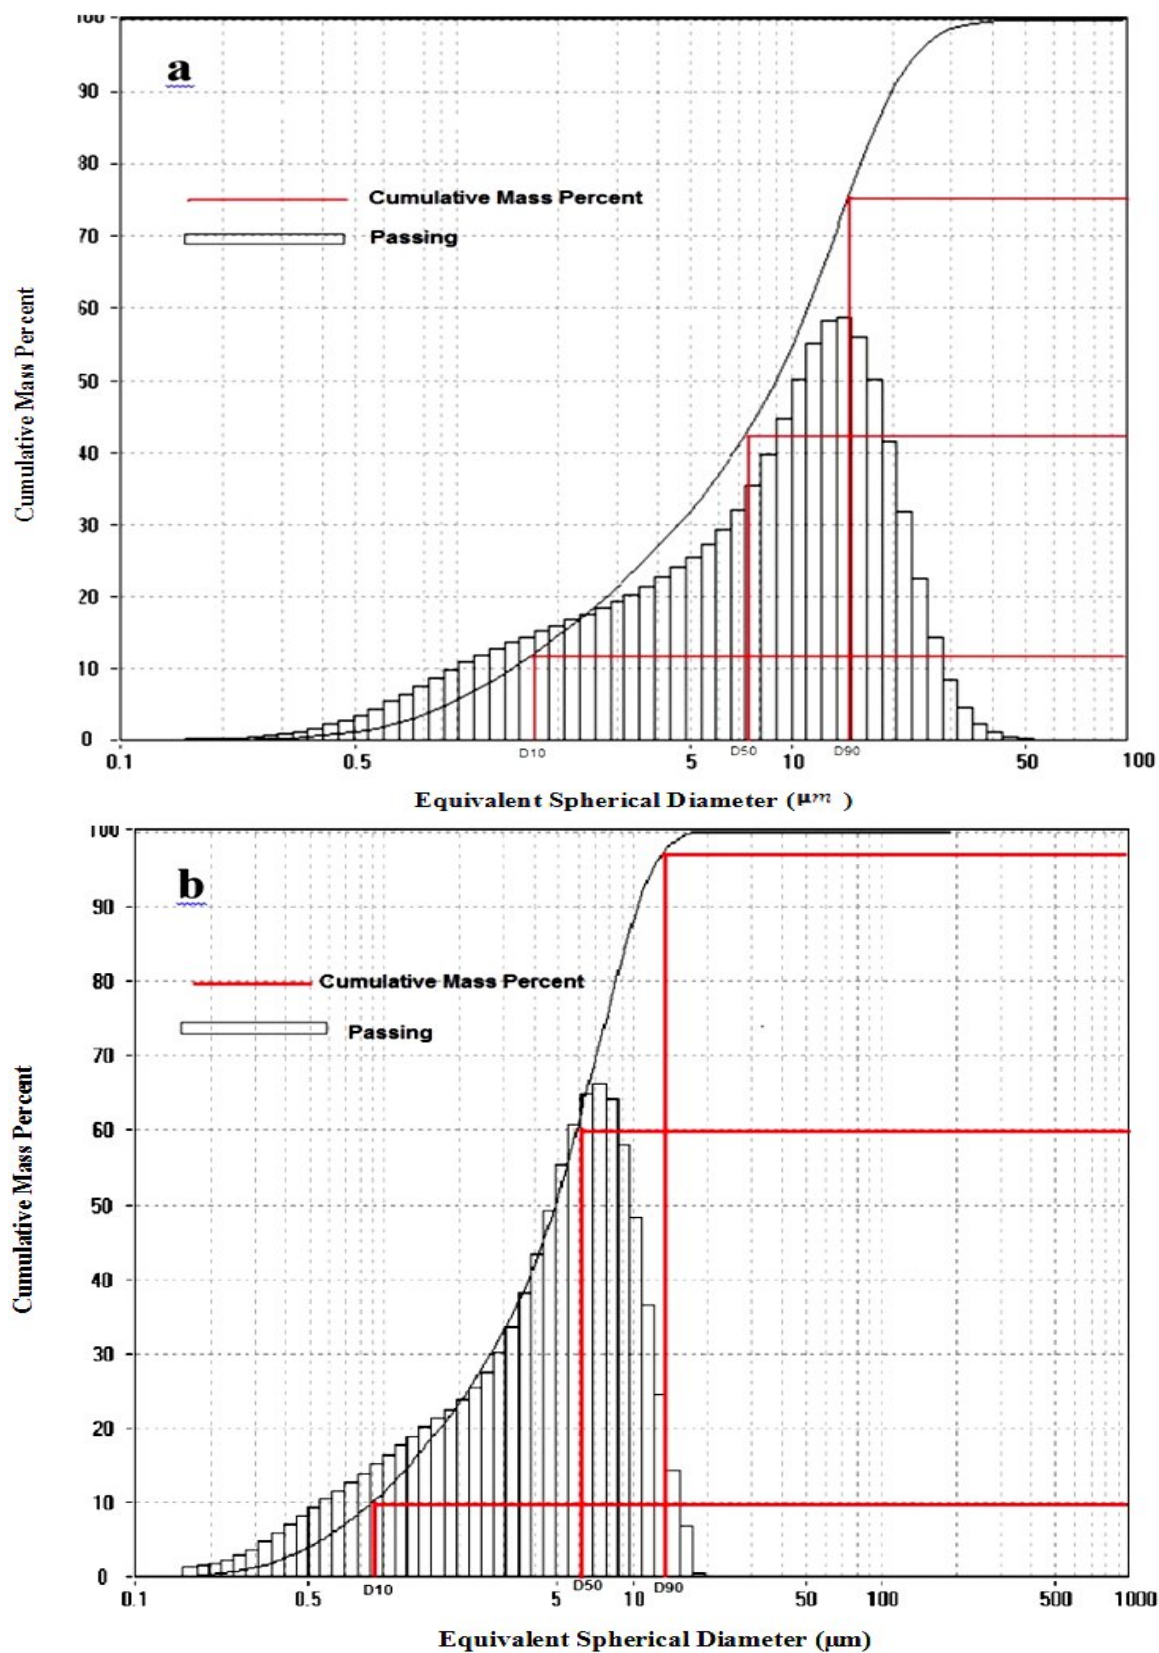 100
a
90
80
Cumulative Mass Percent
70
Passing
60
50
40
30
20
10
0
Cumulative Mass Percent
0.1
0.5
D10
5
D50
10
D90
50
100
Equivalent Spherical Diameter (μm )
100
b
90
80
Cumulative Mass Percent
Passing
70
60
50
40
30
20
10
0
Cumulative Mass Percent
0.1
0.5
D10
5
D50
10
D90
50
100
500
1000
Equivalent Spherical Diameter (μm)